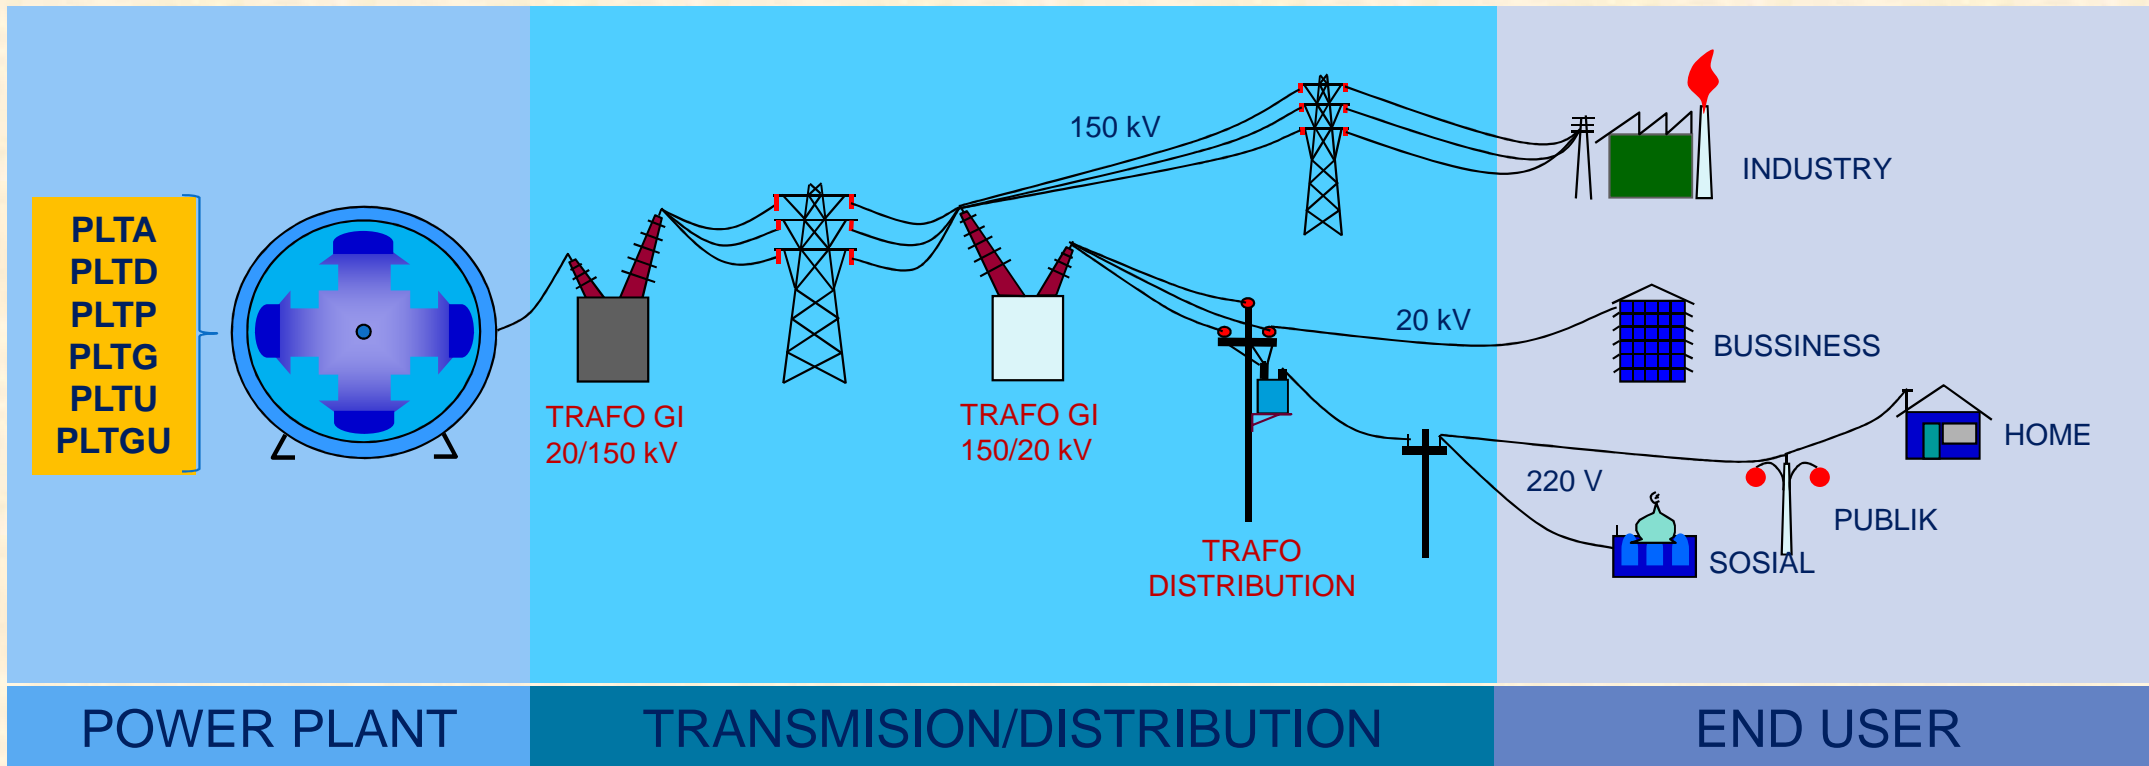 PLTA
PLTD
PLTP
PLTG
PLTU
PLTGU
TRAFO GI
20/150 kV
TRAFO GI
150/20 kV
150 kV
20 kV
220 V
TRAFO
DISTRIBUTION
INDUSTRY
BUSSINESS
HOME
PUBLIK
SOSIAL
POWER PLANT
TRANSMISION/DISTRIBUTION
END USER